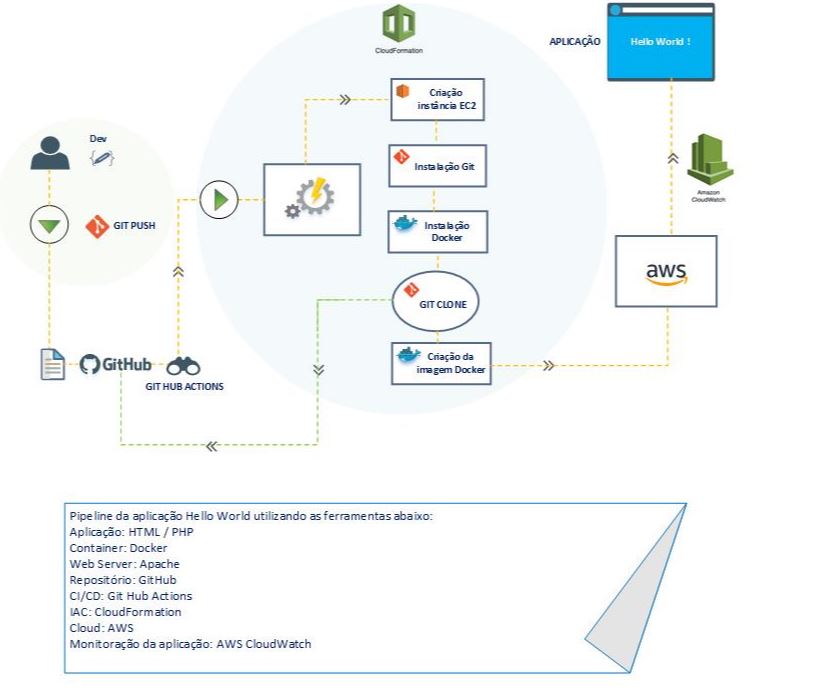 CloudFormation
APLICAÇÃO
Hello World !
Criação
instância EC2
Dev
Instalação Git
Amazon
CloudWatch
GIT PUSH
Instalação
Docker
aws
GIT CLONE
GitHub
Criação da
imagem Docker
GIT HUB ACTIONS
Pipeline da aplicação Hello World utilizando as ferramentas abaixo:
Aplicação: HTML / PHP
Container: Docker
Web Server: Apache
Repositório: GitHub
CI/CD: Git Hub Actions
IAC: CloudFormation
Cloud: AWS
Monitoração da aplicação: AWS CloudWatch